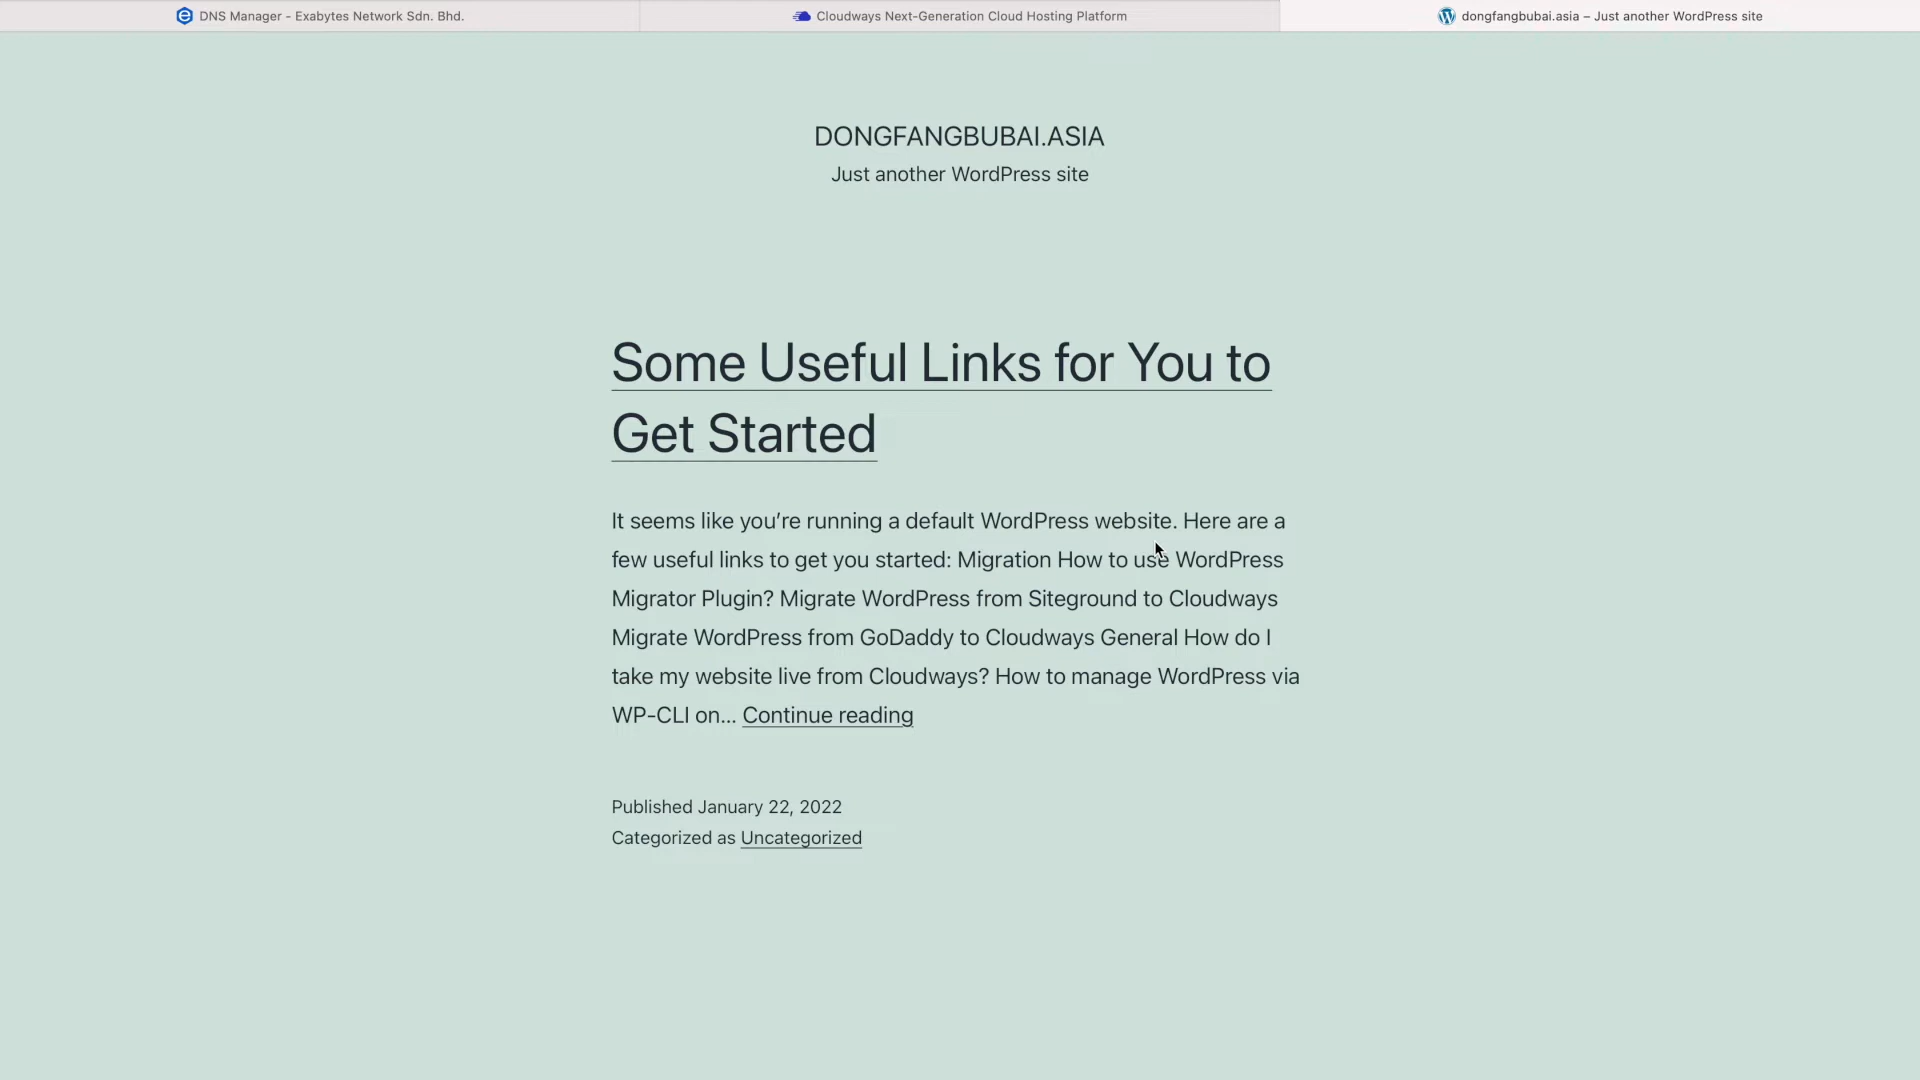 DNS Manager - Exabytes Network Sdn. Bhd.
Cloudways Next-Generation Cloud Hosting Platform
dongfangbubai.asia – Just another WordPress site
DONGFANGBUBAI.ASIA
Just another WordPress site
Some Useful Links for You to
Get Started
It seems like you’re running a default WordPress website. Here are a
few useful links to get you started: Migration How to use WordPress
Migrator Plugin? Migrate WordPress from Siteground to Cloudways
Migrate WordPress from GoDaddy to Cloudways General How do I
take my website live from Cloudways? How to manage WordPress via
WP-CLI on… Continue reading
Published January 22, 2022
Categorized as Uncategorized